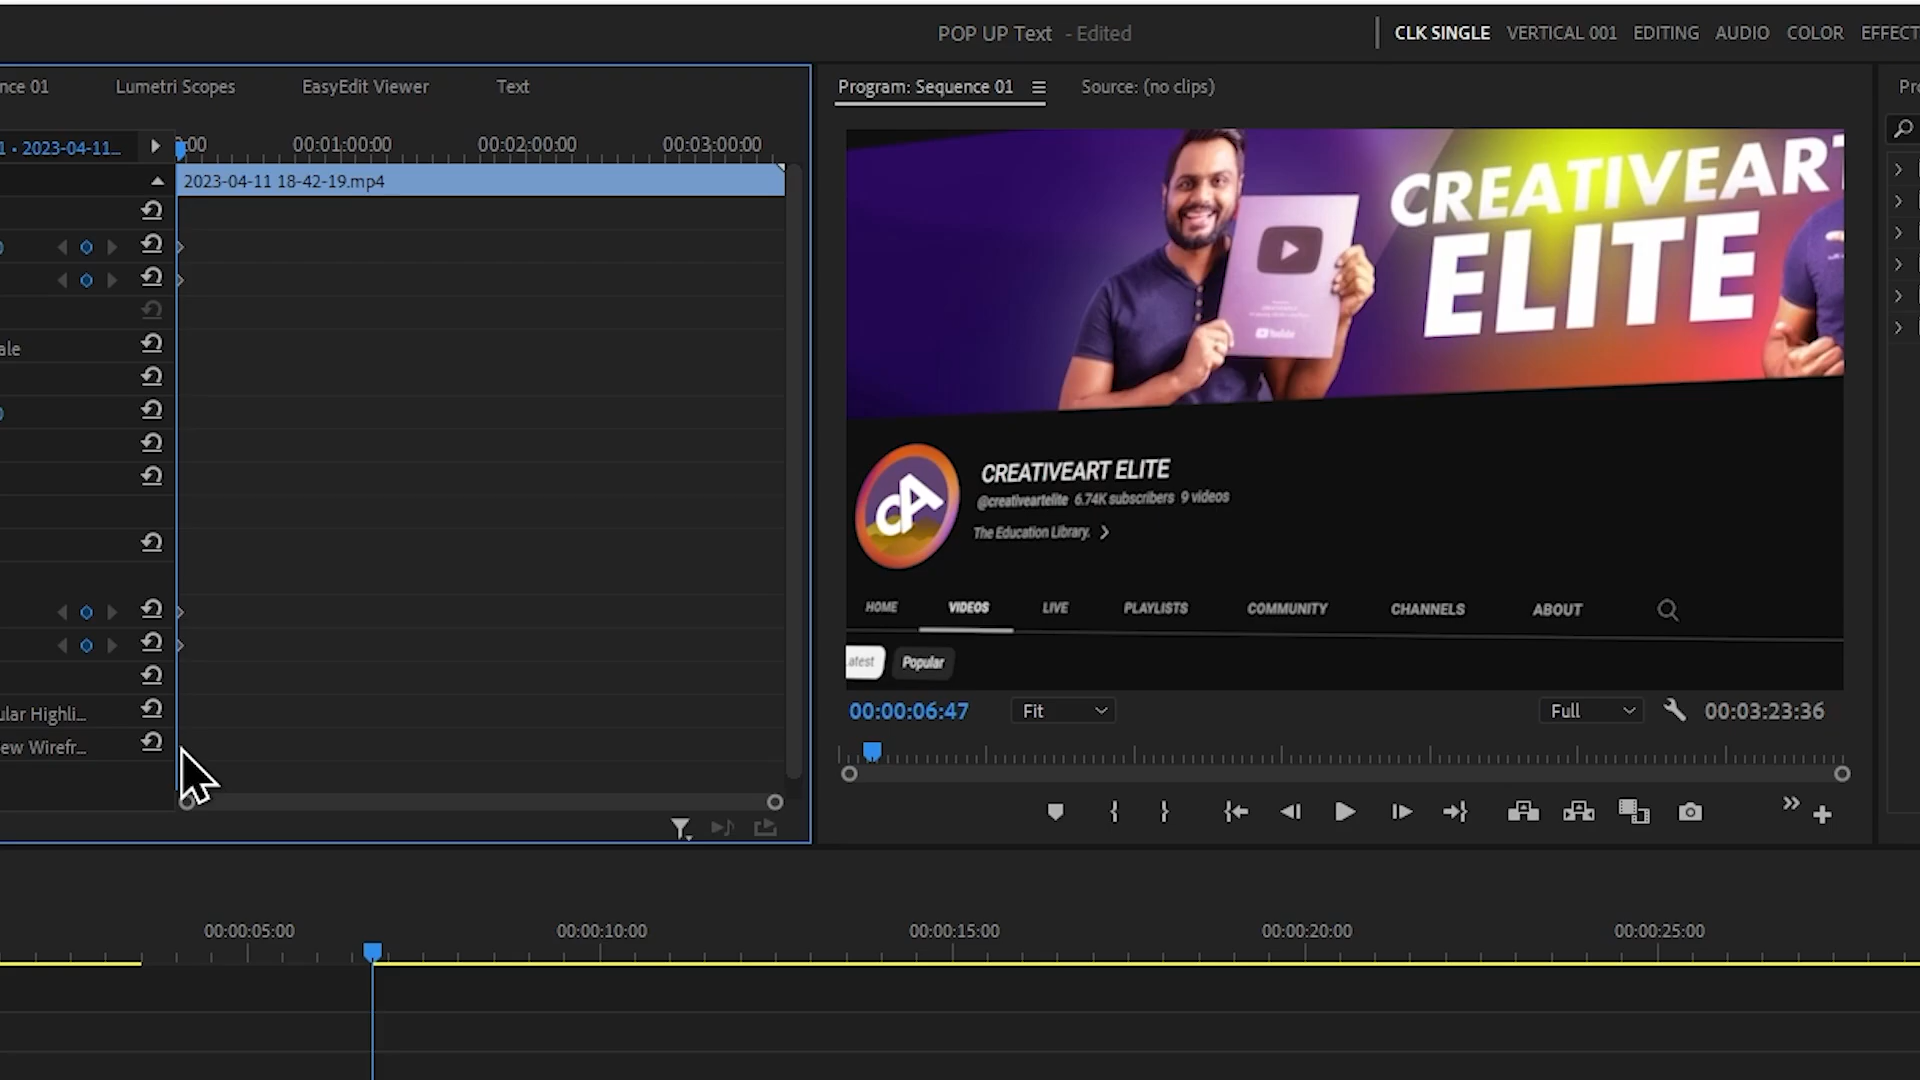 POP UP Text - Edited
CLK SINGLE VERTICAL 001 EDITING AUDIO COLOR EFFECT
nce 01 Lumetri Scopes EasyEdit Viewer Text
Program: Sequence 01 Source: (no clips)
1 • 2023-04-11...
:00 00:01:00:00 00:02:00:00 00:03:00:00
2023-04-11 18-42-19.mp4
ale
ular Highli...
ew Wirefr...
CREATIVEART
ELITE
YouTube
CA
CREATIVEART ELITE
@creativeartelite 6.74K subscribers 9 videos
The Education Library.
HOME VIDEOS LIVE PLAYLISTS COMMUNITY CHANNELS ABOUT
atest Popular
00:00:06:47 Fit Full 00:03:23:36
00:00:05:00 00:00:10:00 00:00:15:00 00:00:20:00 00:00:25:00